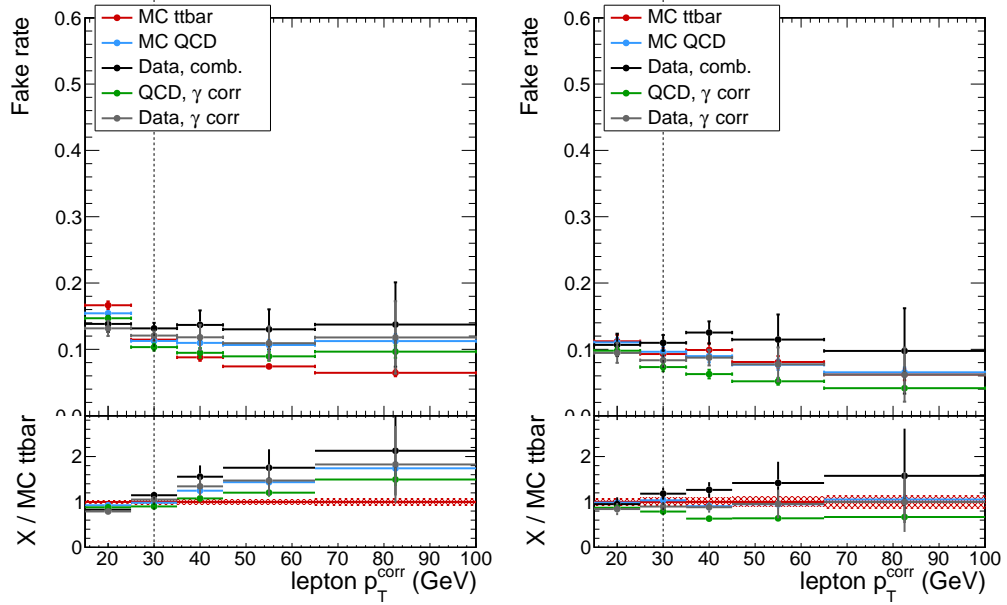 Fake rate
0.6
0.5
0.4
0.3
0.2
0.1
0.0
MC ttbar
MC QCD
Data, comb.
QCD, γ corr
Data, γ corr
X / MC ttbar
2
1
0
20 30 40 50 60 70 80 90 100
lepton p_T^corr (GeV)
Fake rate
0.6
0.5
0.4
0.3
0.2
0.1
0.0
MC ttbar
MC QCD
Data, comb.
QCD, γ corr
Data, γ corr
X / MC ttbar
2
1
0
20 30 40 50 60 70 80 90 100
lepton p_T^corr (GeV)